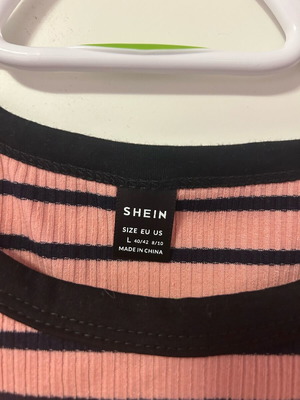 SHEIN
SIZE EU US
L 40/42 8/10
MADE IN CHINA